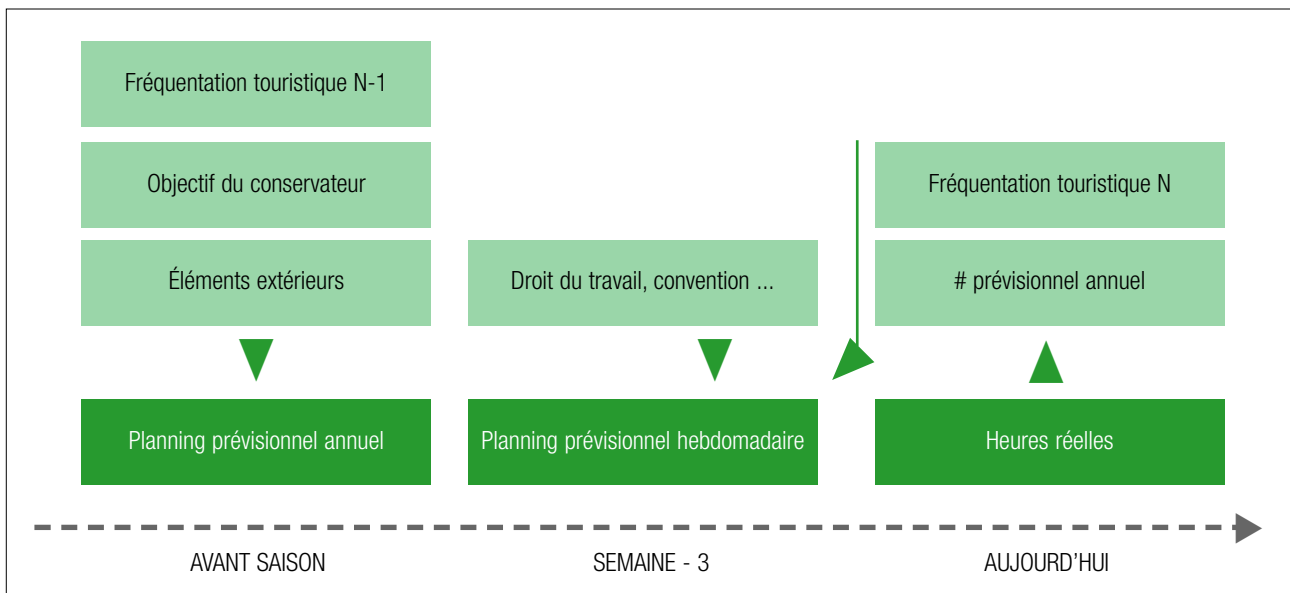 Fréquentation touristique N-1
Objectif du conservateur
Éléments extérieurs
Planning prévisionnel annuel
Droit du travail, convention ...
Planning prévisionnel hebdomadaire
Fréquentation touristique N
# prévisionnel annuel
Heures réelles
AVANT SAISON
SEMAINE - 3
AUJOURD'HUI